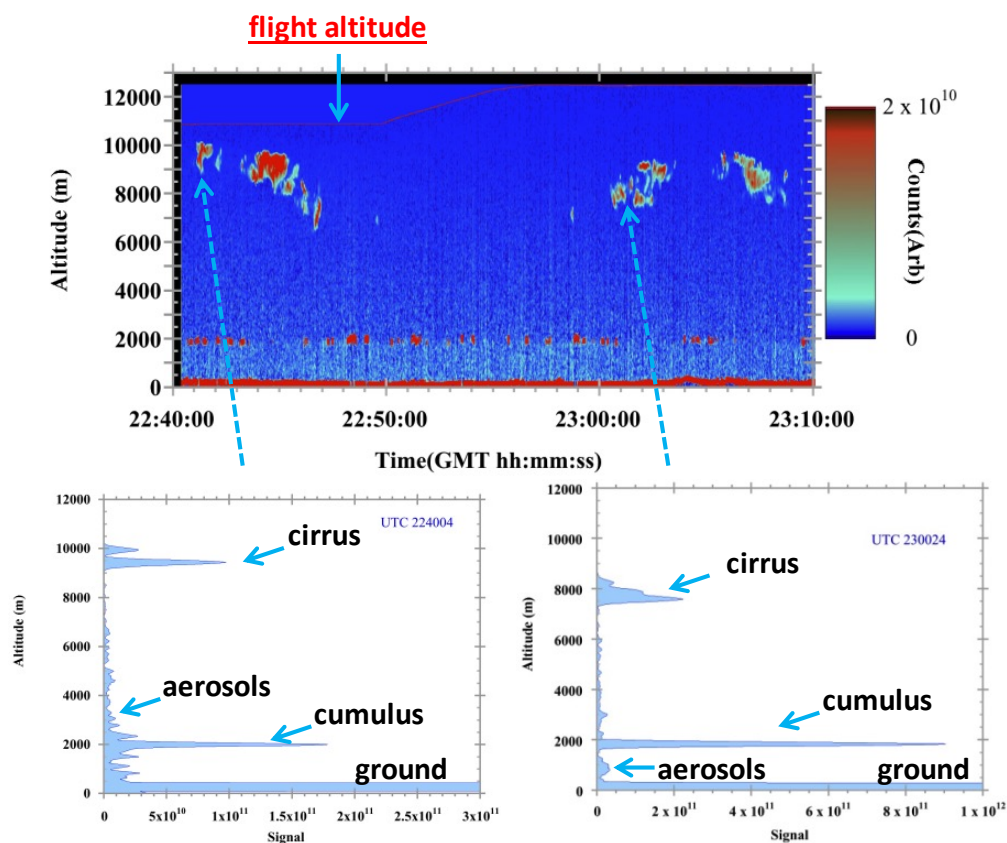 flight altitude
12000
10000
8000
6000
4000
2000
0
Altitude (m)
22:40:00 22:50:00 23:00:00 23:10:00
Time(GMT hh:mm:ss)
2 x 10^10
0
Counts(Arb)
12000
10000
8000
6000
4000
2000
0
Altitude (m)
UTC 224004
cirrus
aerosols
cumulus
ground
0 5x10^10 1x10^11 1.5x10^11 2x10^11 2.5x10^11 3x10^11
Signal
12000
10000
8000
6000
4000
2000
0
Altitude (m)
UTC 230024
cirrus
cumulus
aerosols
ground
0 2 x10^11 4 x10^11 6 x10^11 8 x10^11 1 x 10^12
Signal